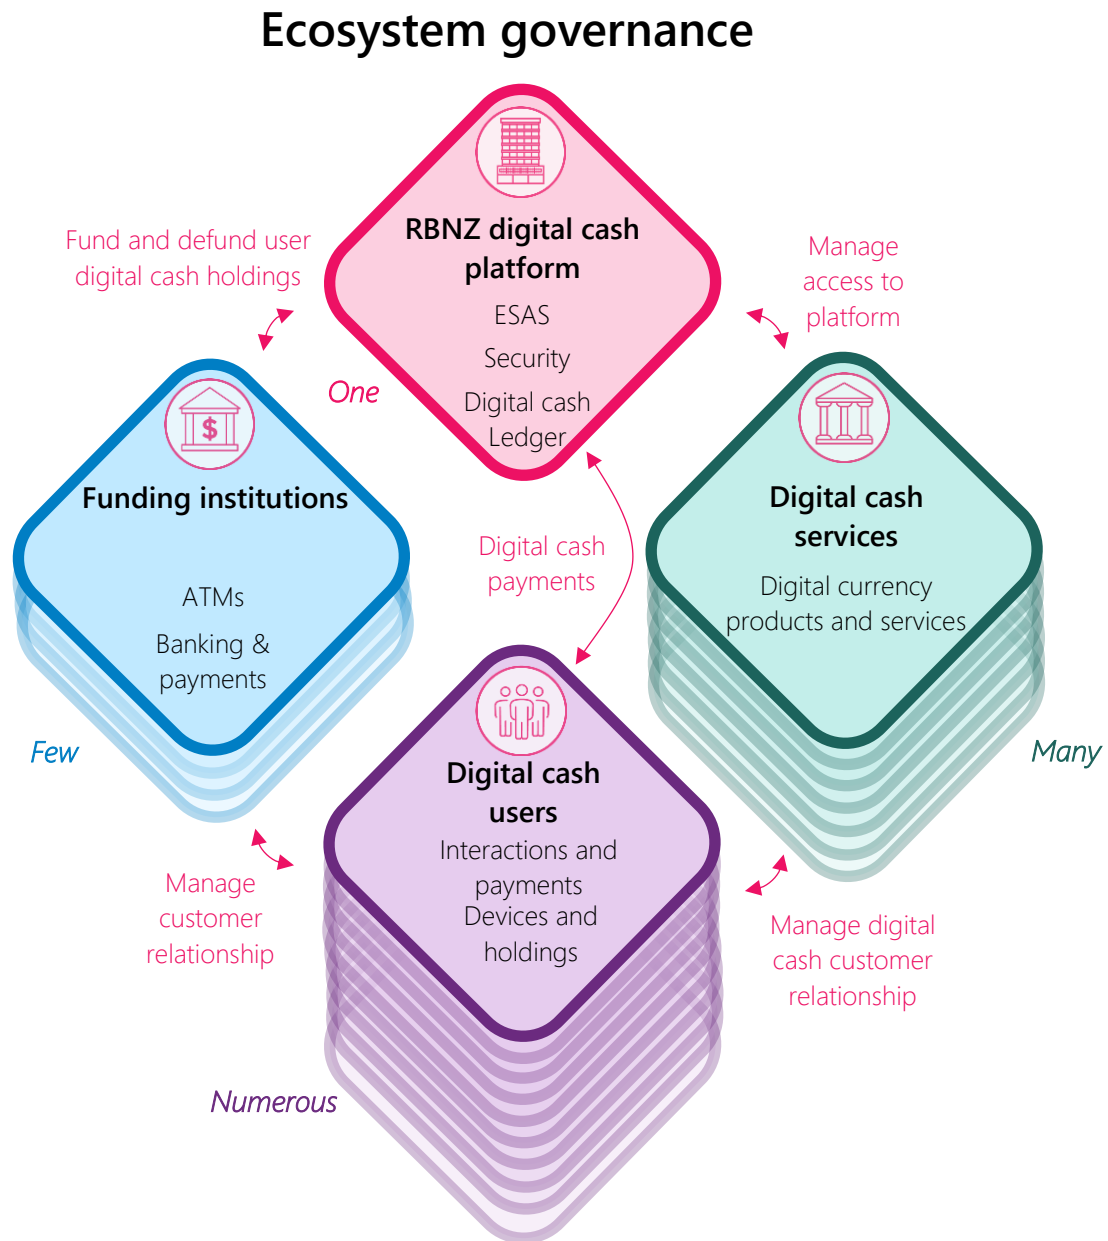 Ecosystem governance
RBNZ digital cash
platform
ESAS
Security
Digital cash
Ledger
One
Fund and defund user
digital cash holdings
Manage
access to
platform
Funding institutions
ATMs
Banking &
payments
Few
Digital cash
payments
Digital cash
services
Digital currency
products and services
Many
Digital cash
users
Interactions and
payments
Devices and
holdings
Numerous
Manage
customer
relationship
Manage digital
cash customer
relationship